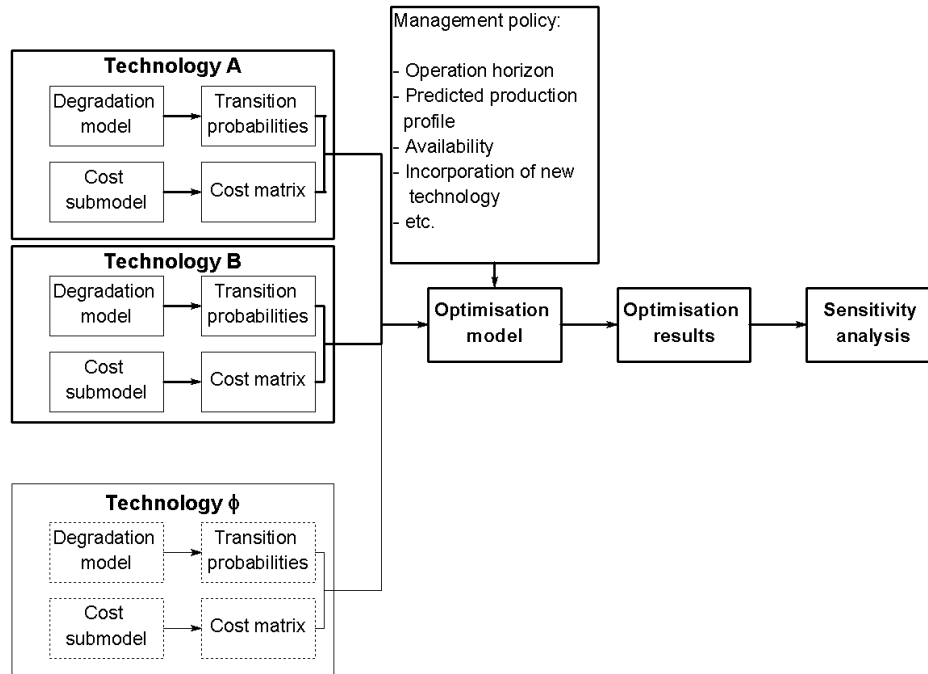 Technology A
Degradation
model
Transition
probabilities
Cost
submodel
Cost matrix
Technology B
Degradation
model
Transition
probabilities
Cost
submodel
Cost matrix
Technology ϕ
Degradation
model
Transition
probabilities
Cost
submodel
Cost matrix
Management policy:
- Operation horizon
- Predicted production
profile
- Availability
- Incorporation of new
technology
- etc.
Optimisation
model
Optimisation
results
Sensitivity
analysis